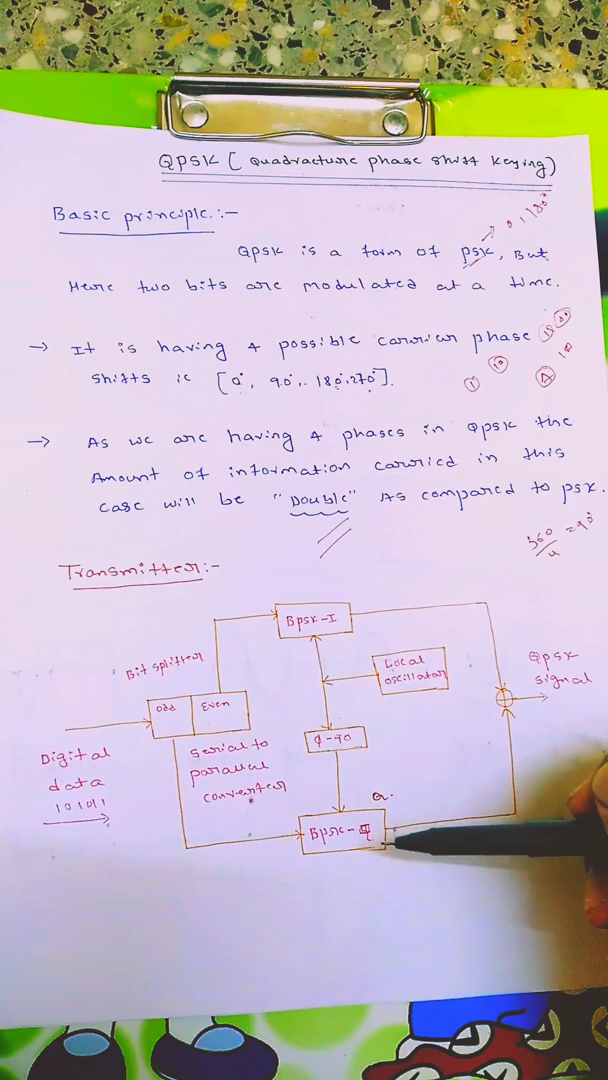 QPSK ( Quadracture phase shift keying)
Basic principle:-
QPSK is a form of psk, But
Here two bits are modulated at a time.
→ It is having 4 possible carrier phase
shifts ie [0°, 90°, 180°, 270°].
→ As we are having 4 phases in QPSK the
Amount of information carried in this
case will be "Double" As compared to psk.
360/4 = 90°
Transmitter:-
Bpsk-I
Bit splitter
Local
oscillator
QPSK
signal
odd Even
Φ-90
Digital
data
101011
serial to
parallel
converter
Q.
Bpsk-